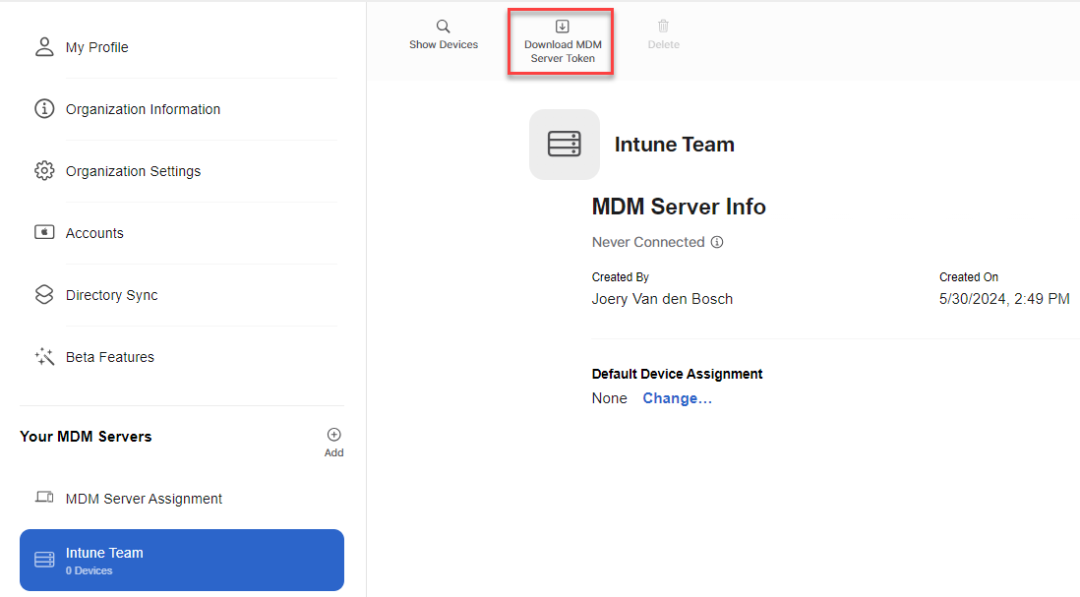 My Profile
Organization Information
Organization Settings
Accounts
Directory Sync
Beta Features
Your MDM Servers
Add
MDM Server Assignment
Intune Team
0 Devices
Show Devices
Download MDM
Server Token
Delete
Intune Team
MDM Server Info
Never Connected
Created By
Joery Van den Bosch
Created On
5/30/2024, 2:49 PM
Default Device Assignment
None Change...